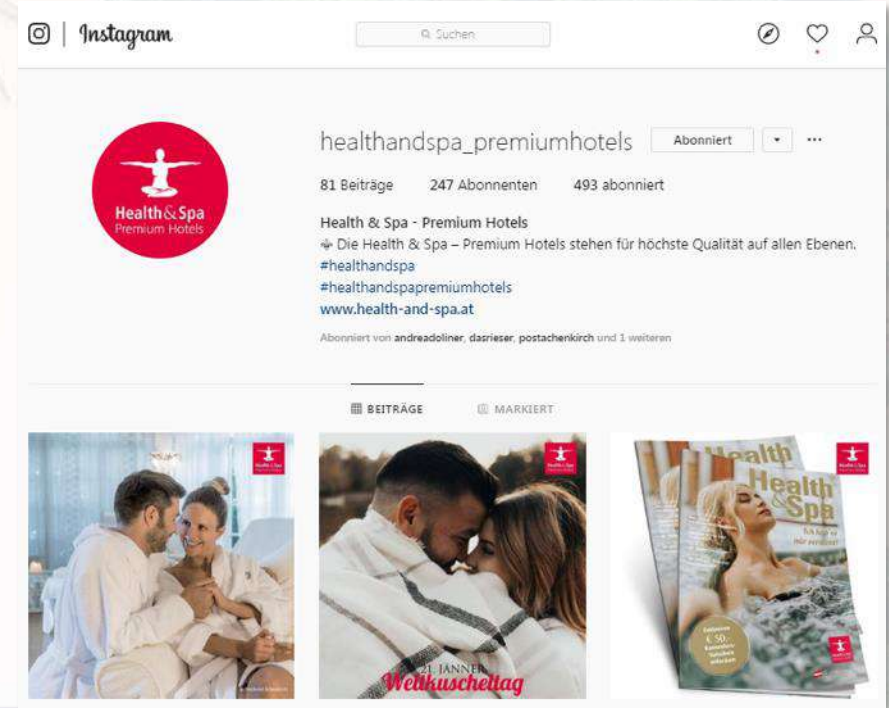 Instagram
Suchen
healthandspa_premiumhotels Abonniert
81 Beiträge 247 Abonnenten 493 abonniert
Health & Spa - Premium Hotels
Die Health & Spa – Premium Hotels stehen für höchste Qualität auf allen Ebenen.
#healthandspa
#healthandspapremiumhotels
www.health-and-spa.at
Abonniert von andreadoliner, dasrieser, postachenkirch und 1 weiteren
Health & Spa
Premium Hotels
BEITRÄGE MARKIERT
21. JÄNNER
Weltkuscheltag
Health
Health
& Spa
€ 50,-